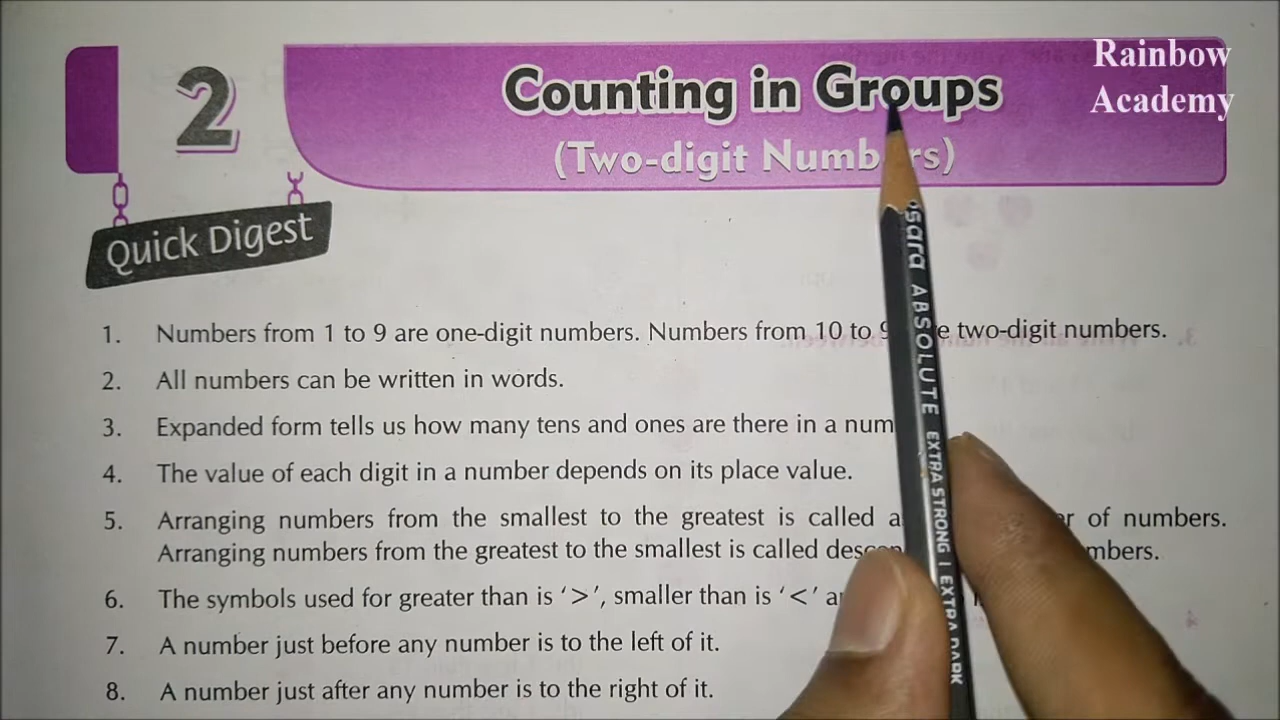 Rainbow
Academy
2
Counting in Groups
(Two-digit Numbers)
Quick Digest
1. Numbers from 1 to 9 are one-digit numbers. Numbers from 10 to are two-digit numbers.
2. All numbers can be written in words.
3. Expanded form tells us how many tens and ones are there in a num
4. The value of each digit in a number depends on its place value.
5. Arranging numbers from the smallest to the greatest is called of numbers.
Arranging numbers from the greatest to the smallest is called
6. The symbols used for greater than is ‘>’, smaller than is ‘<’
7. A number just before any number is to the left of it.
8. A number just after any number is to the right of it.
ABSOLUTE EXTRA STRONG | EXTRA DARK